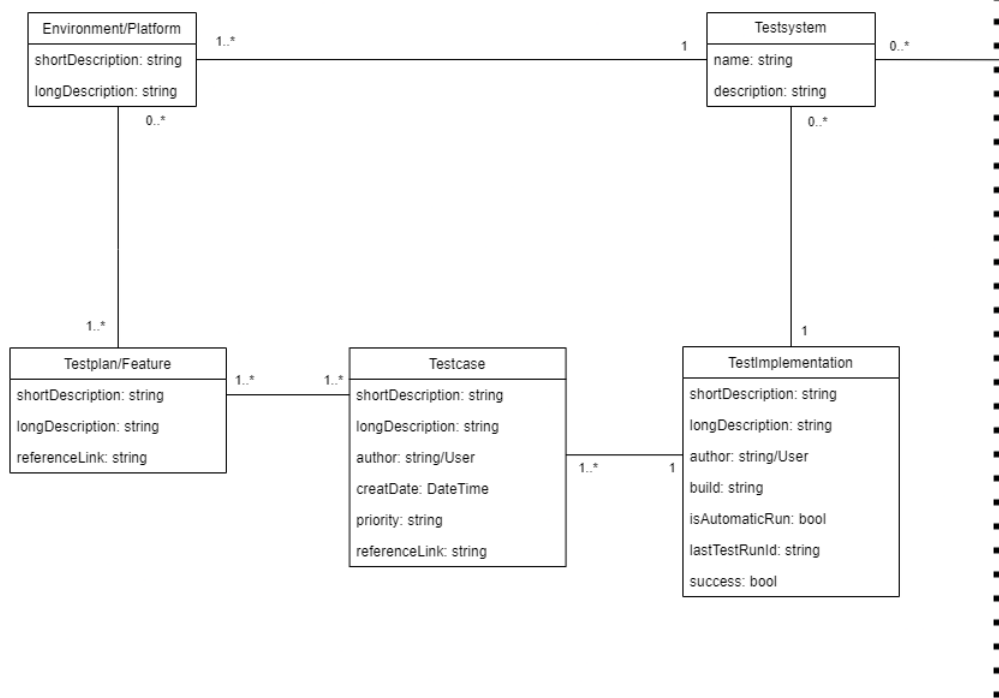 Environment/Platform
shortDescription: string
longDescription: string
1..*
1
Testsystem
name: string
description: string
0..*
0..*
0..*
1..*
1
Testplan/Feature
shortDescription: string
longDescription: string
referenceLink: string
1..*
1..*
Testcase
shortDescription: string
longDescription: string
author: string/User
creatDate: DateTime
priority: string
referenceLink: string
1..*
1
TestImplementation
shortDescription: string
longDescription: string
author: string/User
build: string
isAutomaticRun: bool
lastTestRunId: string
success: bool